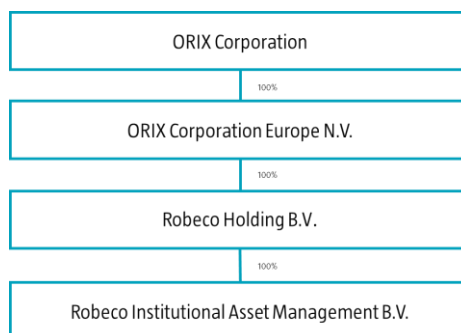 ORIX Corporation
100%
ORIX Corporation Europe N.V.
100%
Robeco Holding B.V.
100%
Robeco Institutional Asset Management B.V.